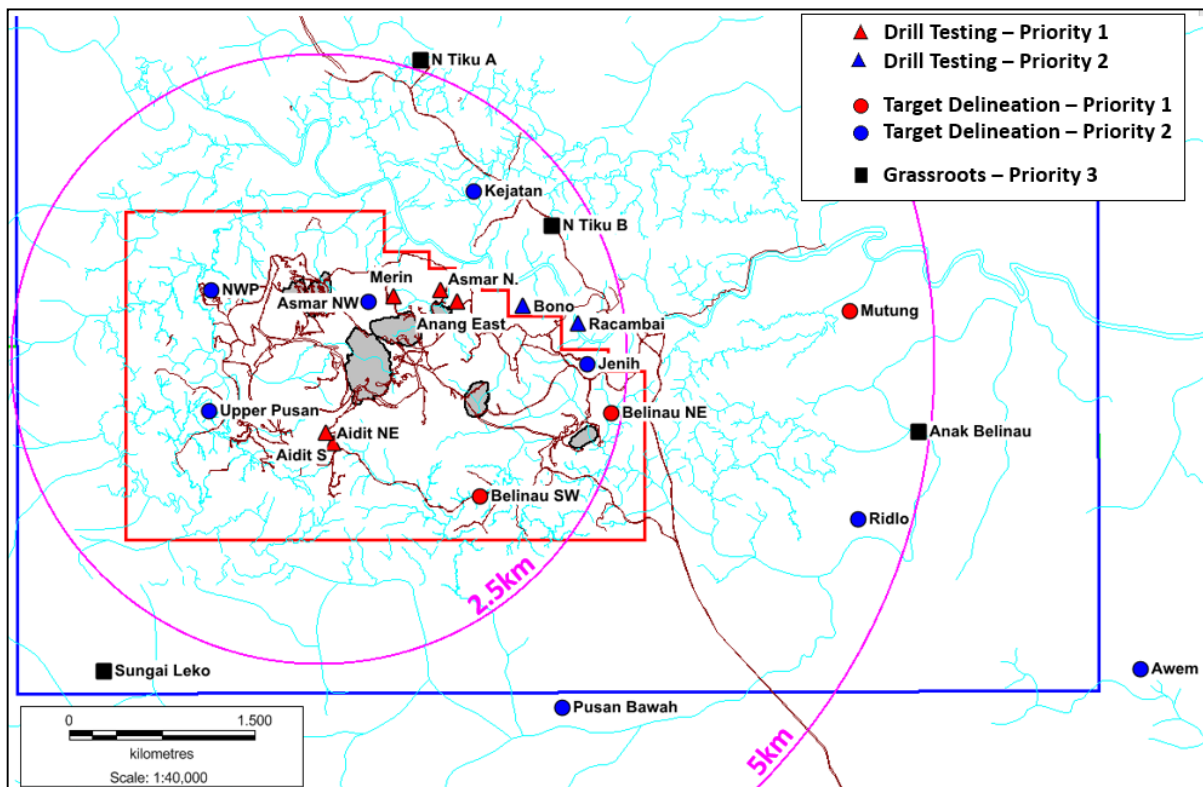 Drill Testing – Priority 1
Drill Testing – Priority 2
Target Delineation – Priority 1
Target Delineation – Priority 2
Grassroots – Priority 3
N Tiku A
Kejatan
N Tiku B
Merin
Asmar N.
NWP
Asmar NW
Bono
Mutung
Anang East
Racambai
Jenih
Upper Pusan
Belinau NE
Aidit NE
Anak Belinau
Aidit S
Belinau SW
Ridlo
2.5km
Sungai Leko
Awem
Pusan Bawah
5km
0 1.500
kilometres
Scale: 1:40,000